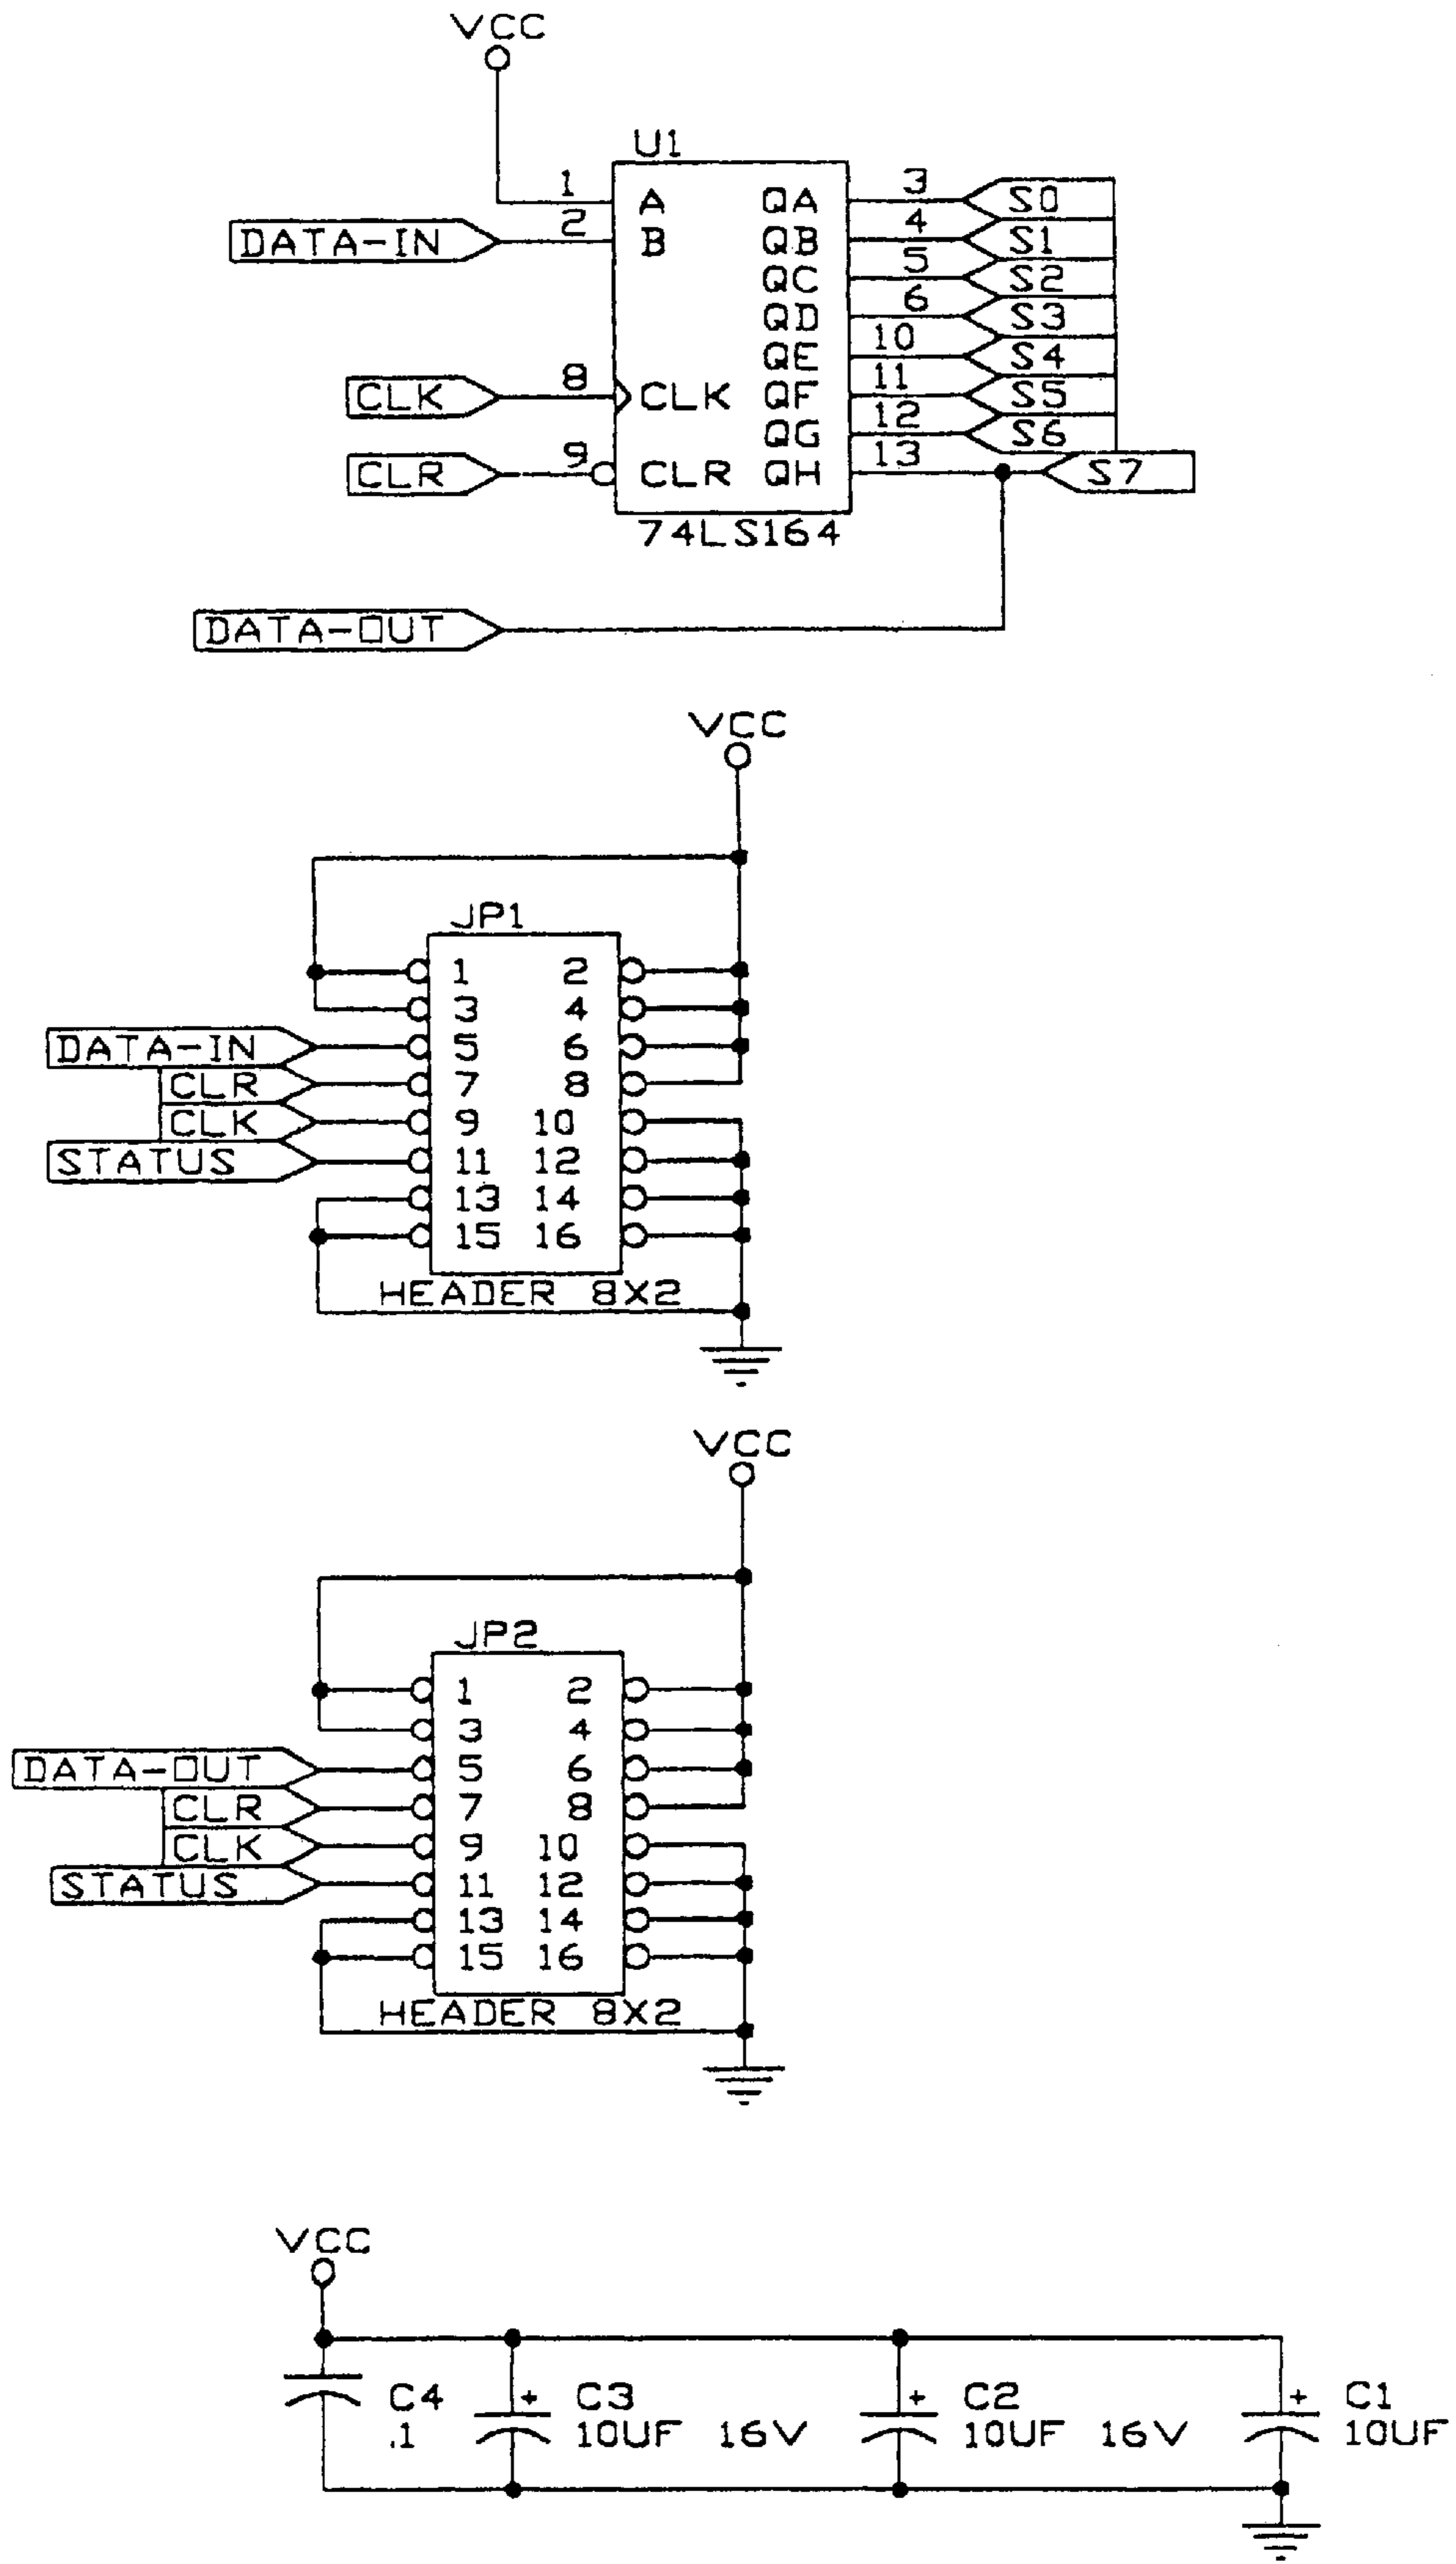 VCC
U1
1 A QA 3 S0
DATA-IN 2 B QB 4 S1
QC 5 S2
QD 6 S3
QE 10 S4
CLK 8 CLK QF 11 S5
QG 12 S6
CLR 9 CLR QH 13 S7
74LS164
DATA-OUT
VCC
JP1
1 2
3 4
DATA-IN 5 6
CLR 7 8
CLK 9 10
STATUS 11 12
13 14
15 16
HEADER 8X2
VCC
JP2
1 2
3 4
DATA-OUT 5 6
CLR 7 8
CLK 9 10
STATUS 11 12
13 14
15 16
HEADER 8X2
VCC
C4 + C3 + C2 + C1
.1 10UF 16V 10UF 16V 10UF